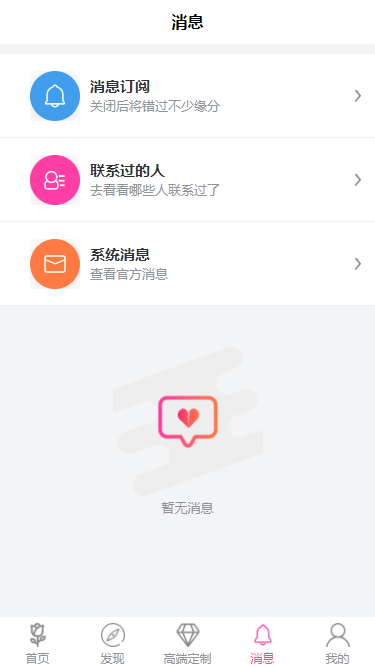 消息
消息订阅
关闭后将错过不少缘分
联系过的人
去看看哪些人联系过了
系统消息
查看官方消息
暂无消息
首页
发现
高端定制
消息
我的